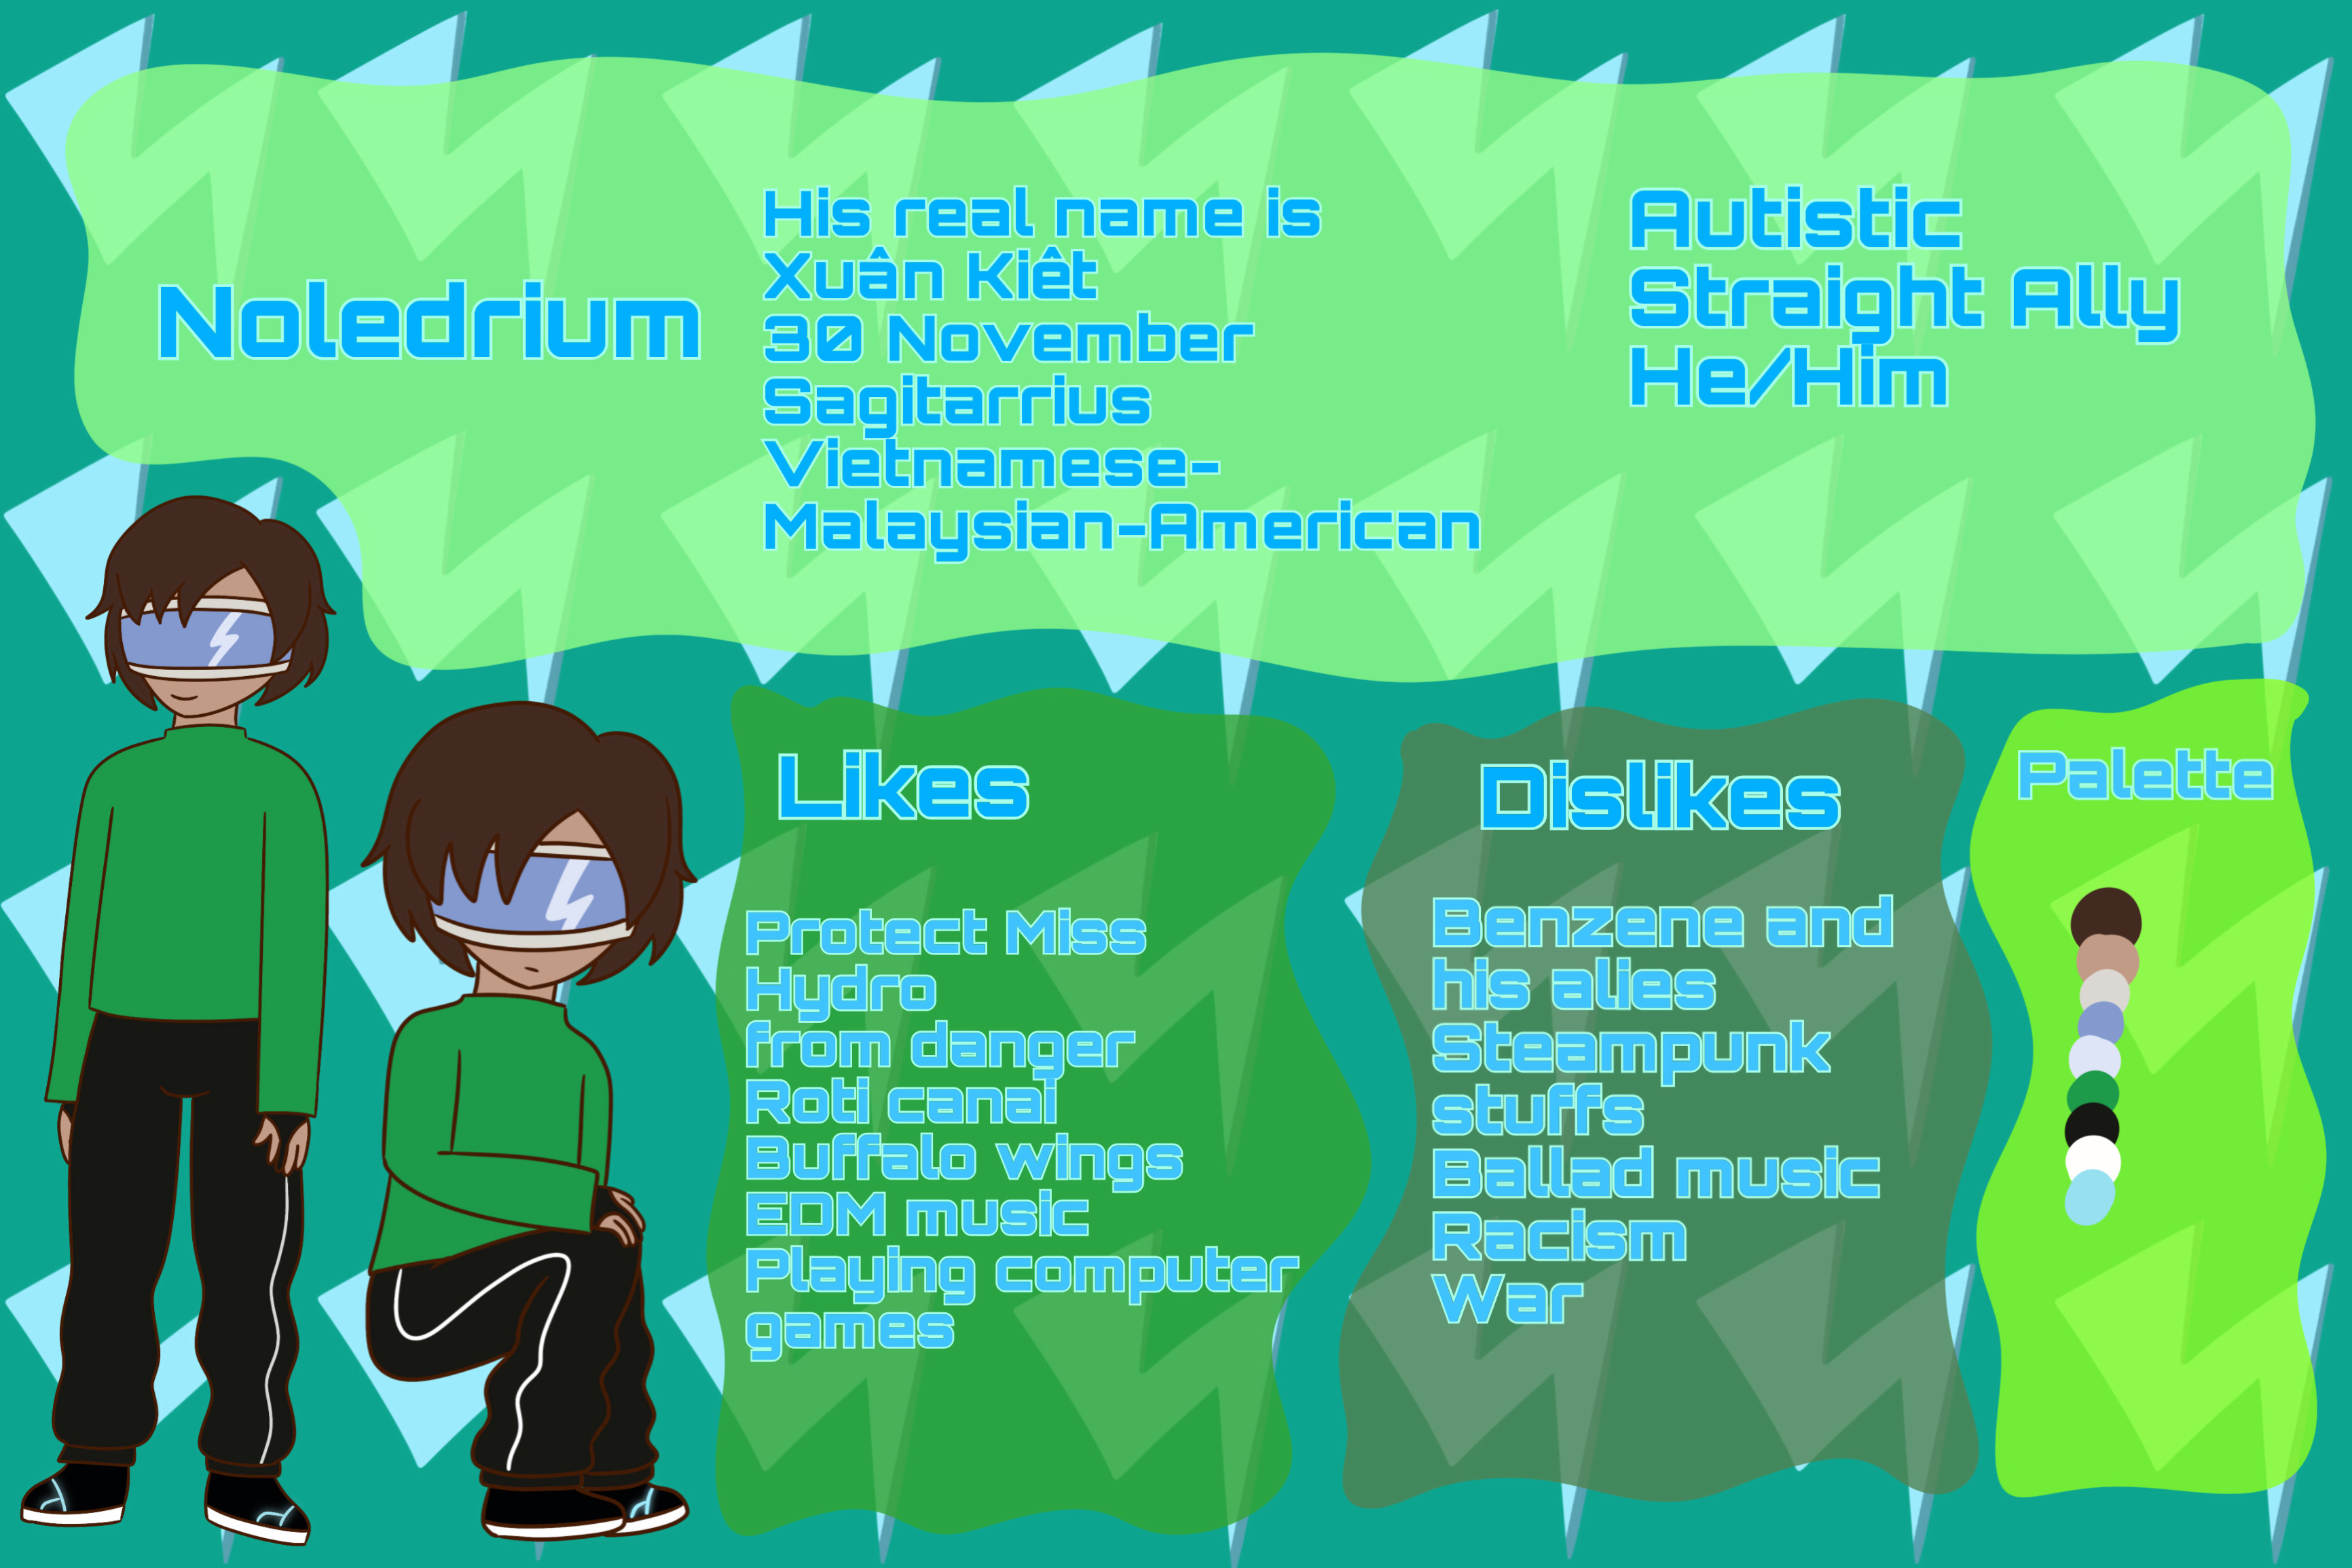 Noledrium
His real name is
Xuân Kiêt
30 November
Sagitarrius
Vietnamese-
Malaysian-American
Autistic
Straight Ally
He/Him
Likes
Protect Miss
Hydro
from danger
Roti canai
Buffalo wings
EDM music
Playing computer
games
Dislikes
Benzene and
his alies
Steampunk
stuffs
Ballad music
Racism
War
Palette